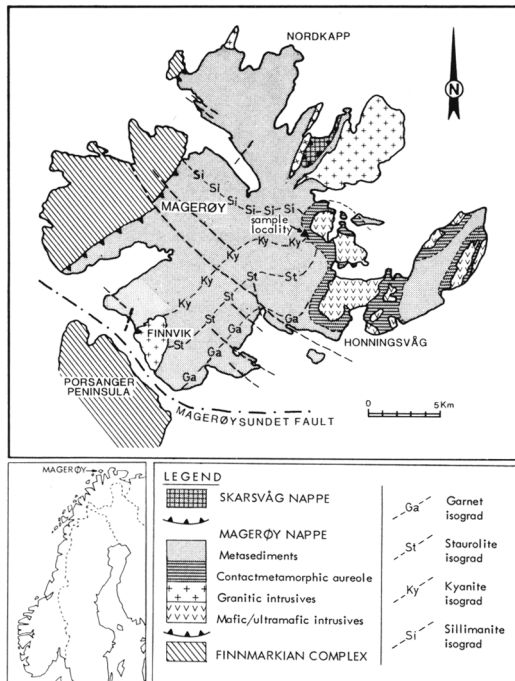 NORDKAPP
N
Si
Si
Si
Si
Si
Si
MAGERØY
sample
locality
Ky
Ky
Ky
St
St
Ky
St
Ga
FINNVIK
St
Ga
Ga
HONNINGSVÅG
St
Ga
PORSANGER
PENINSULA
MAGERØYSUNDET FAULT
0 5Km
MAGERØY
LEGEND
SKARSVÅG NAPPE
MAGERØY NAPPE
Metasediments
Contactmetamorphic aureole
Granitic intrusives
Mafic/ultramafic intrusives
FINNMARKIAN COMPLEX
Ga Garnet
isograd
St Staurolite
isograd
Ky Kyanite
isograd
Si Sillimanite
isograd